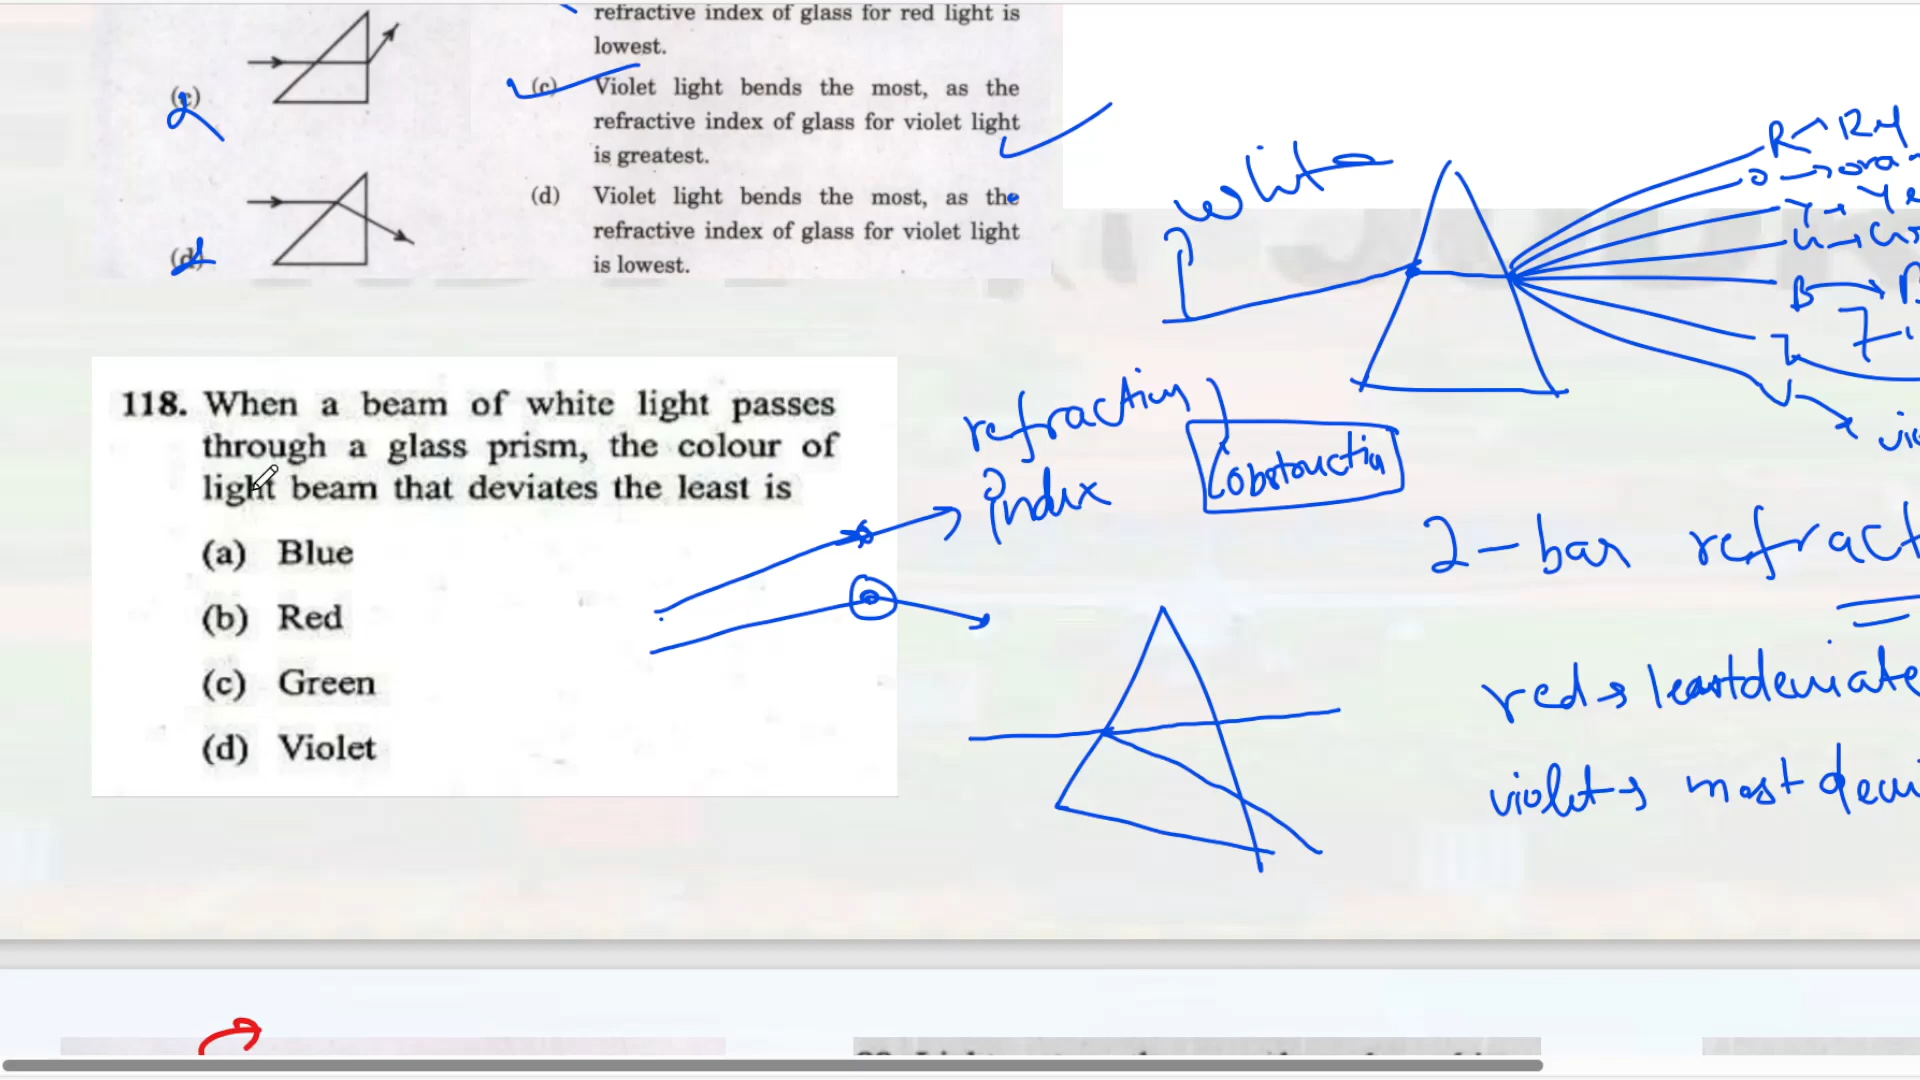 refractive index of glass for red light is
lowest.
(c) Violet light bends the most, as the
refractive index of glass for violet light
is greatest.
(d) Violet light bends the most, as the
refractive index of glass for violet light
is lowest.
(c)
(d)
118. When a beam of white light passes
through a glass prism, the colour of
light beam that deviates the least is
(a) Blue
(b) Red
(c) Green
(d) Violet
white
R
O
Y
B
V
refraction
index
2-bar
red → least deviate
violet → most